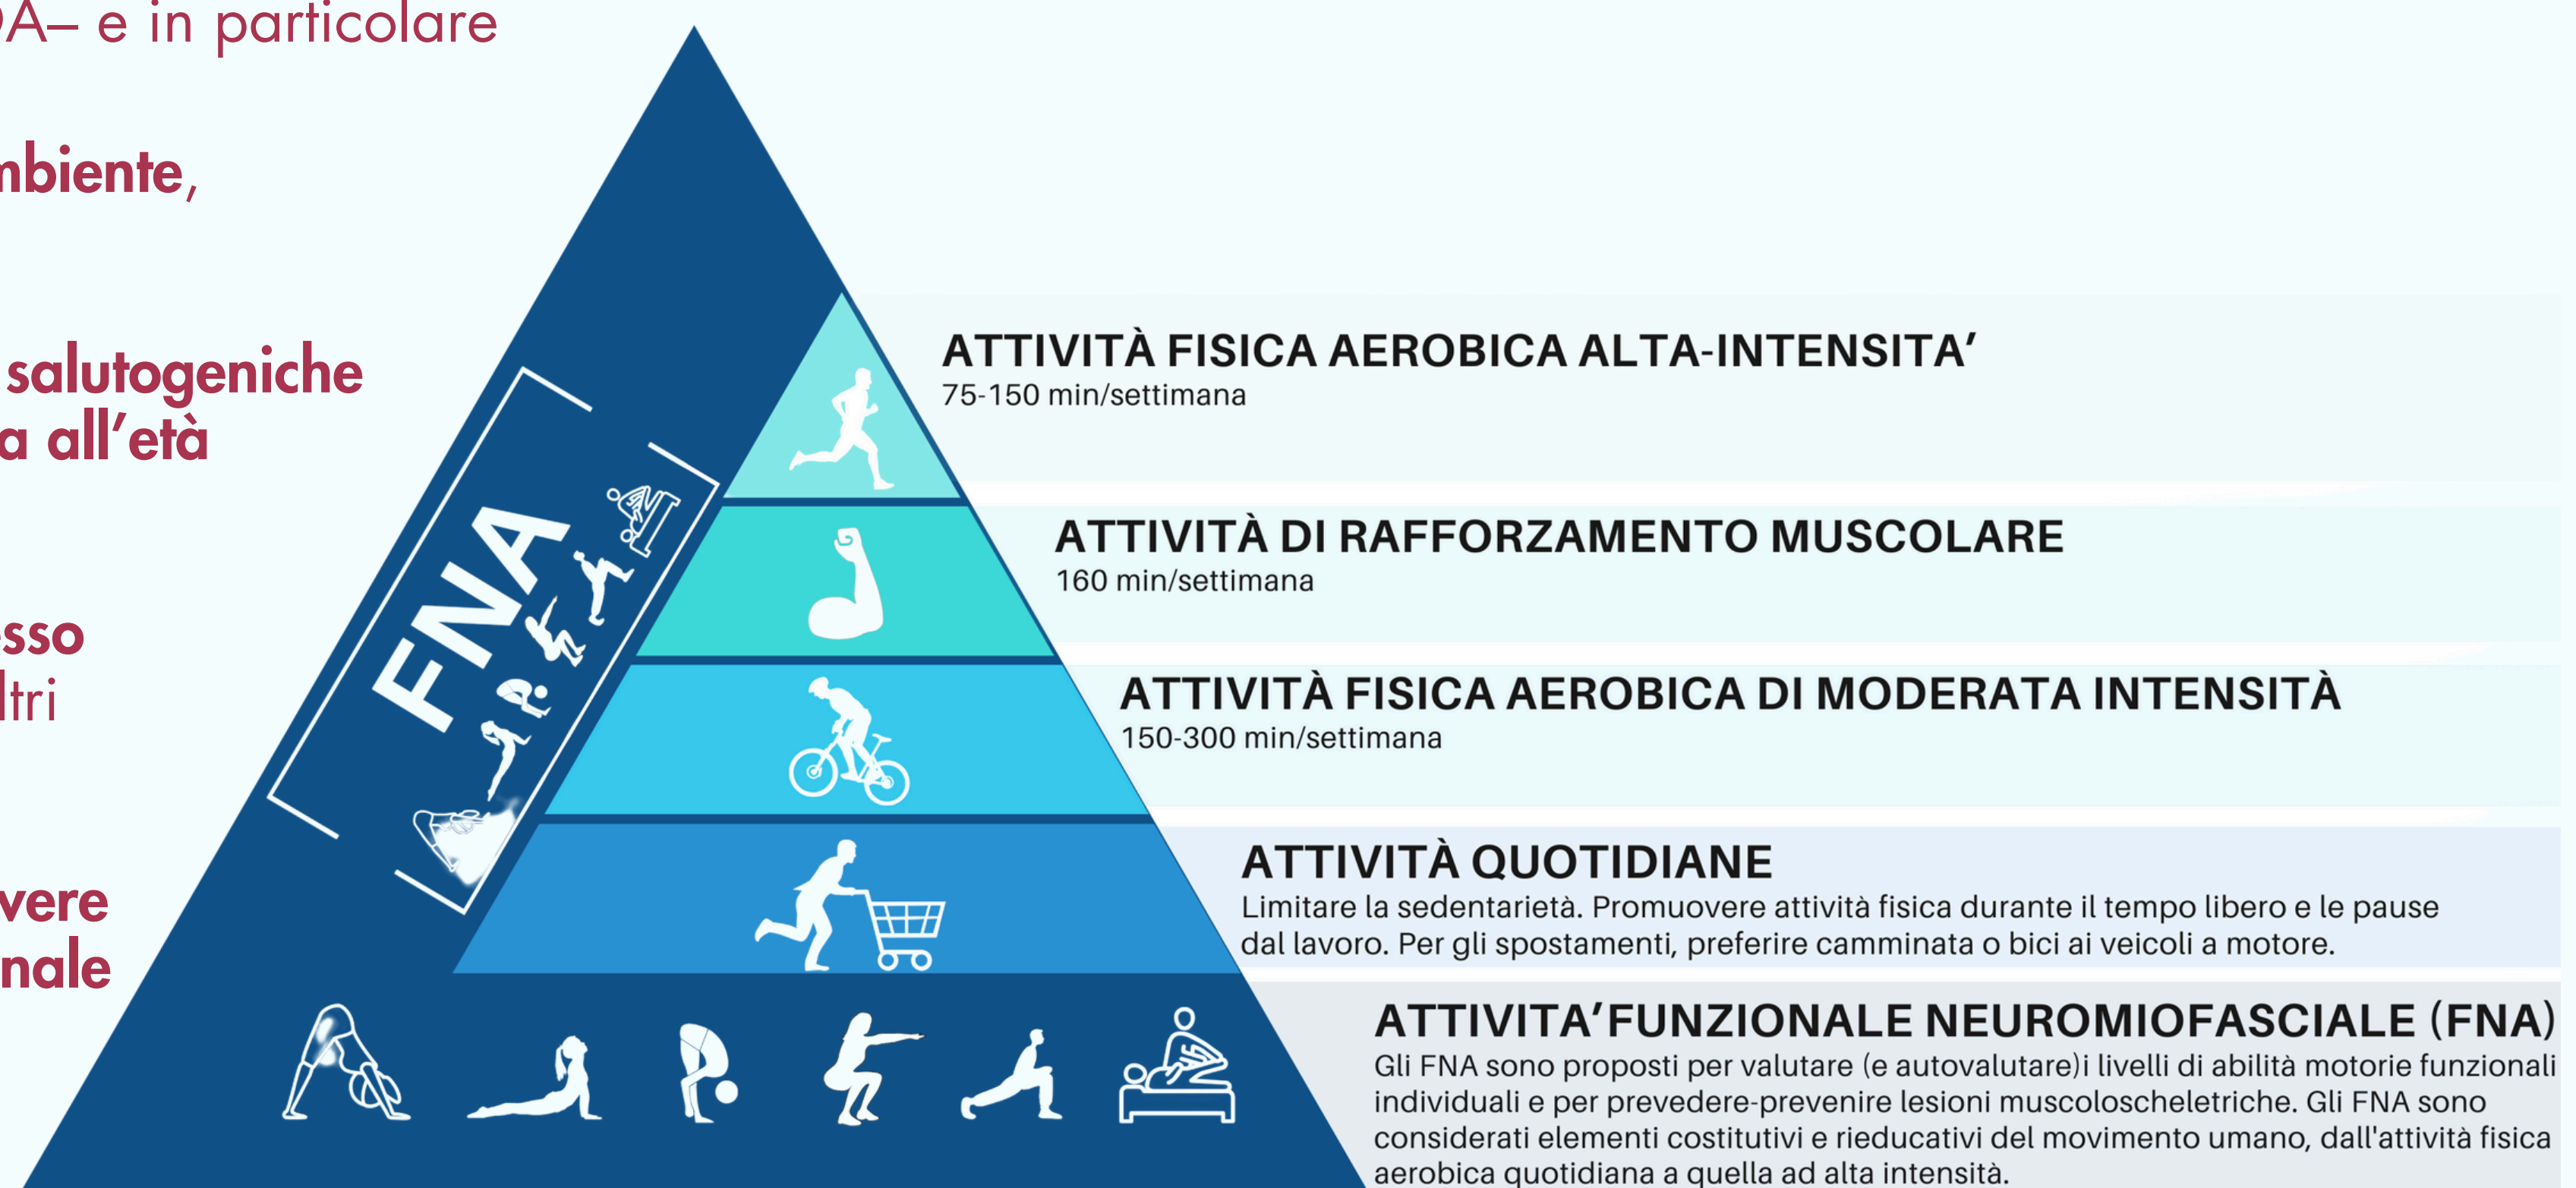 e in particolare
salutogeniche
all'età
FNA
ATTIVITÀ FISICA AEROBICA ALTA-INTENSITA'
75-150 min/settimana
ATTIVITÀ DI RAFFORZAMENTO MUSCOLARE
160 min/settimana
ATTIVITÀ FISICA AEROBICA DI MODERATA INTENSITÀ
150-300 min/settimana
ATTIVITÀ QUOTIDIANE
Limitare la sedentarietà. Promuovere attività fisica durante il tempo libero e le pause
dal lavoro. Per gli spostamenti, preferire camminata o bici ai veicoli a motore.
ATTIVITA'FUNZIONALE NEUROMIOFASCIALE (FNA)
Gli FNA sono proposti per valutare (e autovalutare)i livelli di abilità motorie funzionali
individuali e per prevedere-prevenire lesioni muscoloscheletriche. Gli FNA sono
considerati elementi costitutivi e rieducativi del movimento umano, dall'attività fisica
aerobica quotidiana a quella ad alta intensità.